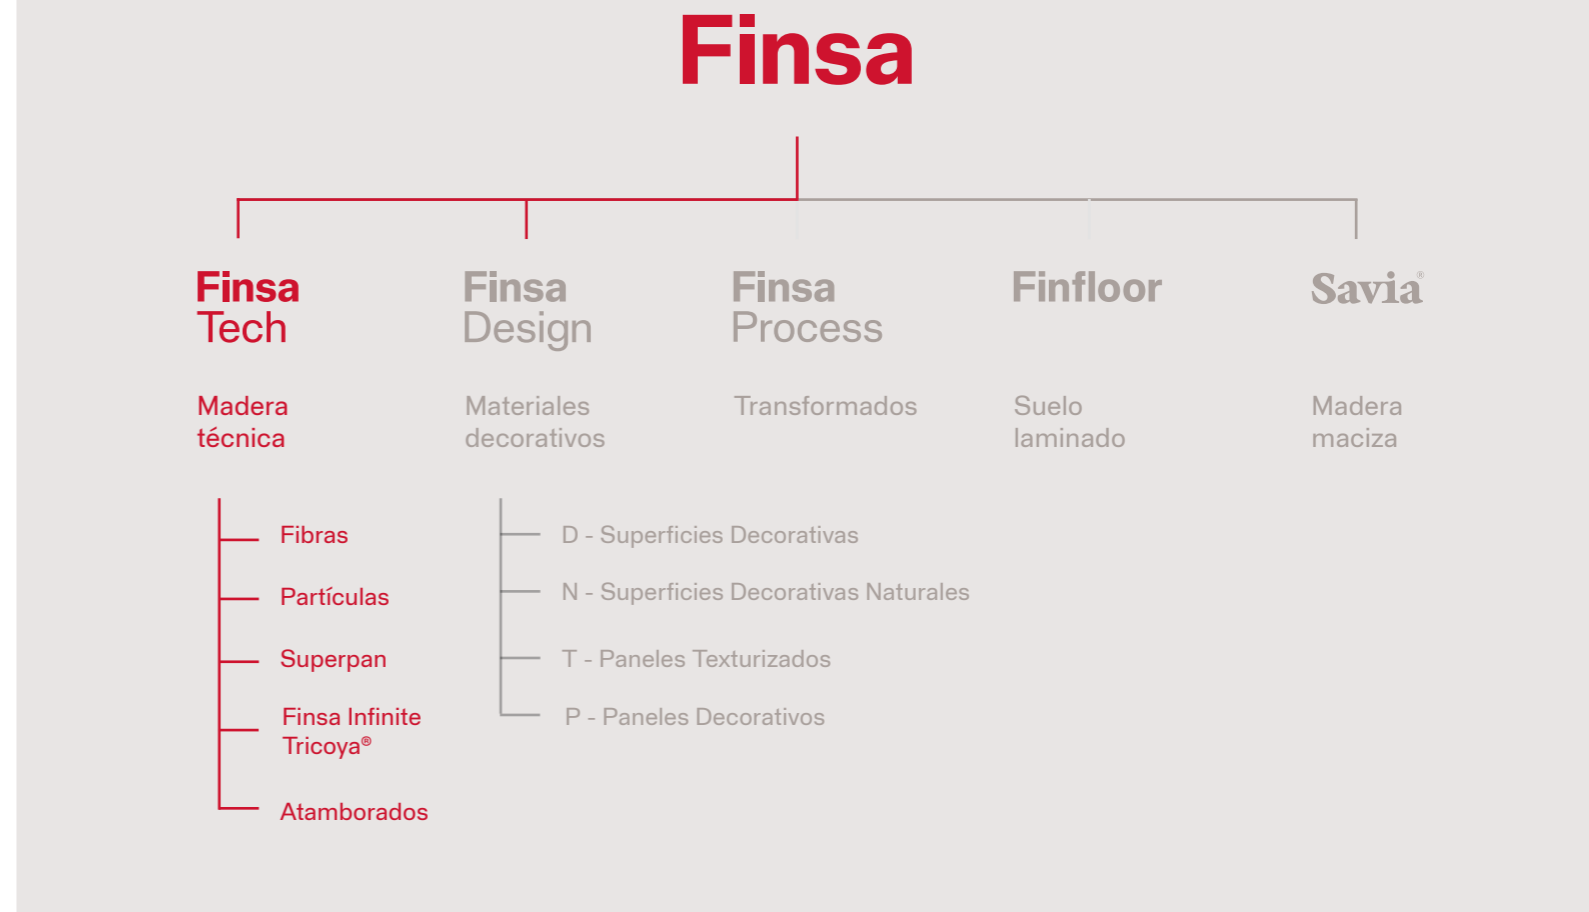 Finsa
Finsa
Tech
Madera
técnica
Fibras
Partículas
Superpan
Finsa Infinite
Tricoya®
Atamborados
Finsa
Design
Materiales
decorativos
D - Superficies Decorativas
N - Superficies Decorativas Naturales
T - Paneles Texturizados
P - Paneles Decorativos
Finsa
Process
Transformados
Finfloor
Suelo
laminado
Savia®
Madera
maciza